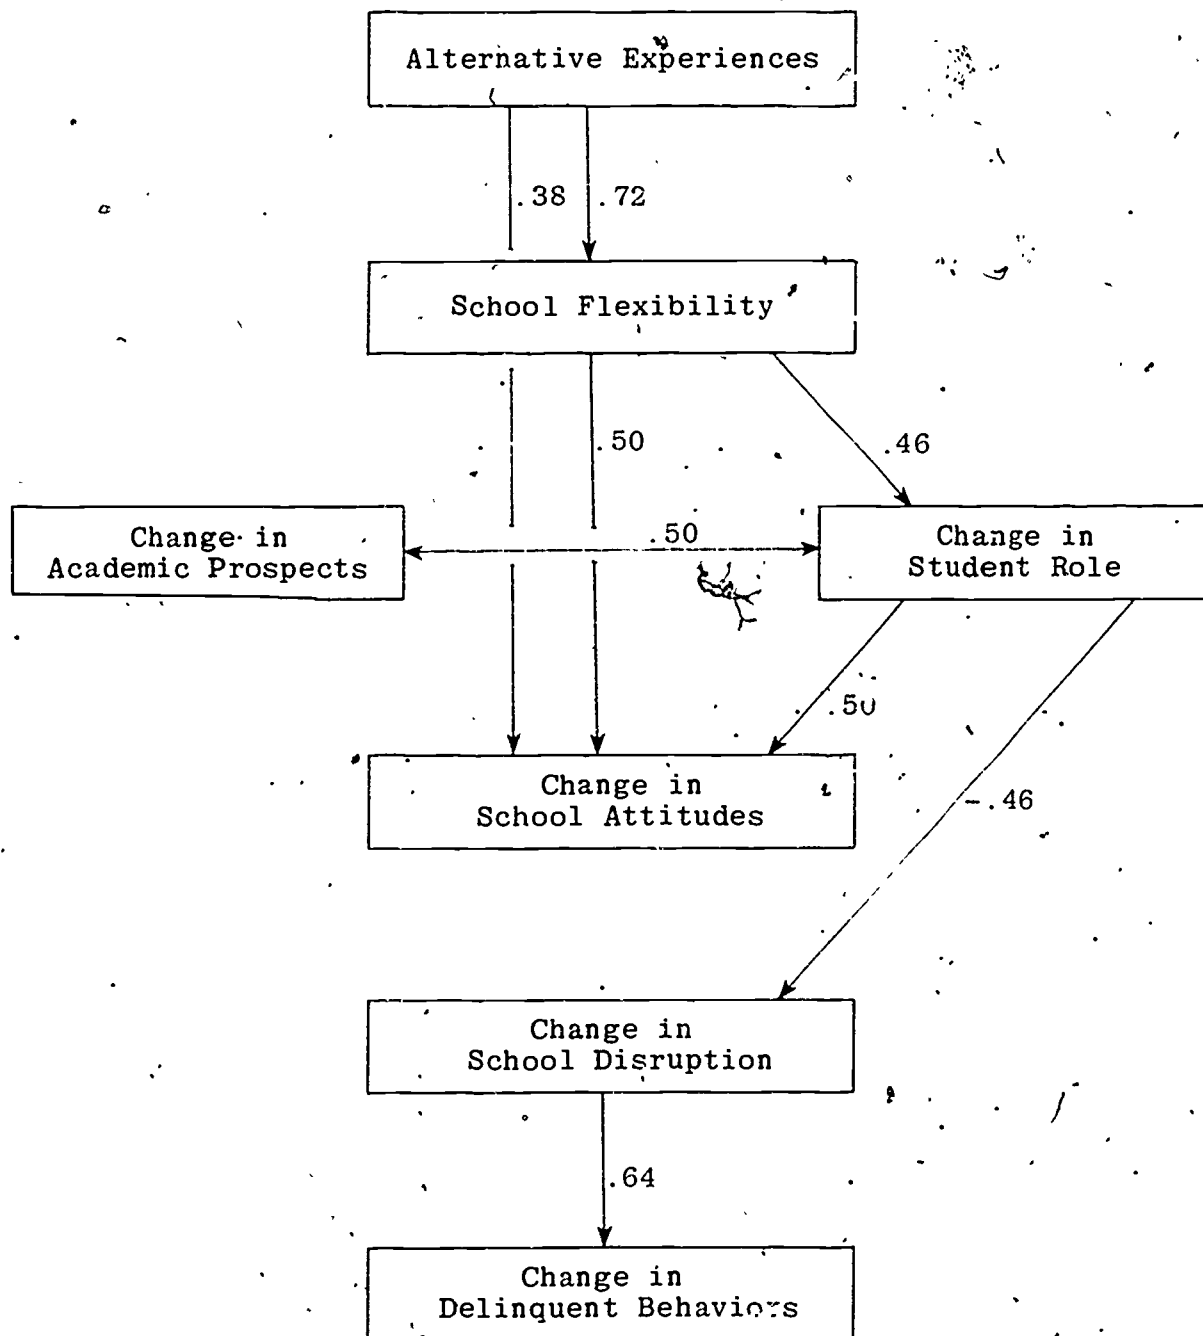 Alternative Experiences
.38 .72
School Flexibility
.50
.46
.50
Change in
Academic Prospects
Change in
Student Role
.50
Change in
School Attitudes
-.46
Change in
School Disruption
.64
Change in
Delinquent Behaviors